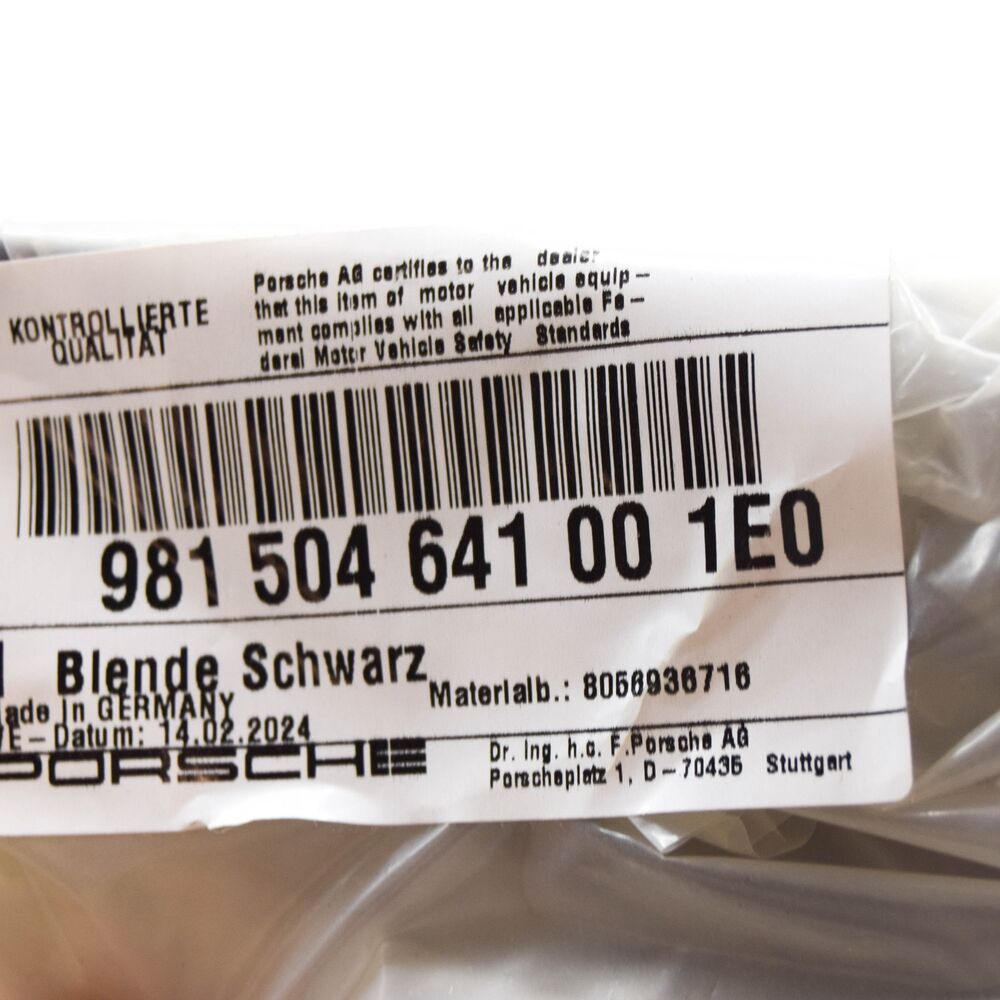 KONTROLLIERTE
QUALITÄT
Porsche AG certifies to the dealer
that this item of motor vehicle equip-
ment complies with all applicable Fe-
deral Motor Vehicle Safety Standards
981 504 641 00 1E0
Blende Schwarz
Materialb.: 8056936716
ade in GERMANY
WE-Datum: 14.02.2024
PORSCHE
Dr. Ing. h.c. F.Porsche AG
Porscheplatz 1, D-70435 Stuttgart